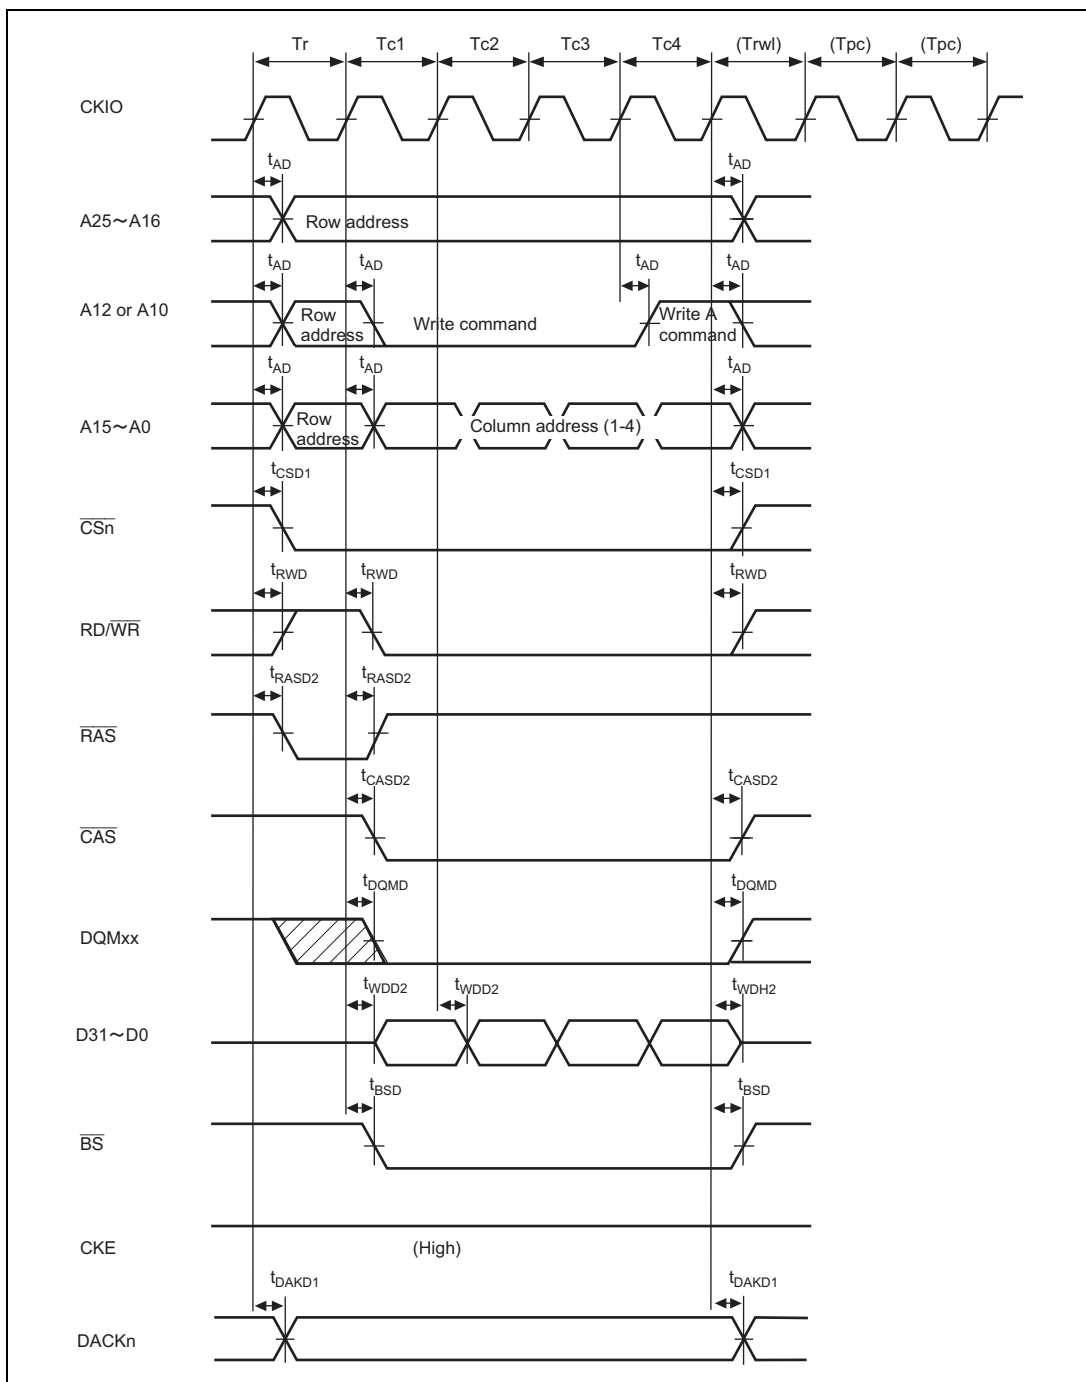 Tr Tc1 Tc2 Tc3 Tc4 (Trwl) (Tpc) (Tpc)
CKIO
tAD tAD
A25～A16 Row address
tAD tAD tAD tAD
A12 or A10 Row address Write command Write A command
tAD tAD tAD
A15～A0 Row address Column address (1-4)
tCSD1 tCSD1
CSn
tRWD tRWD tRWD
RD/WR
tRASD2 tRASD2
RAS
tCASD2 tCASD2
CAS
tDQMD tDQMD
DQMxx
tWDD2 tWDD2 tWDH2
D31～D0
tBSD tBSD
BS
CKE (High)
tDAKD1 tDAKD1
DACKn